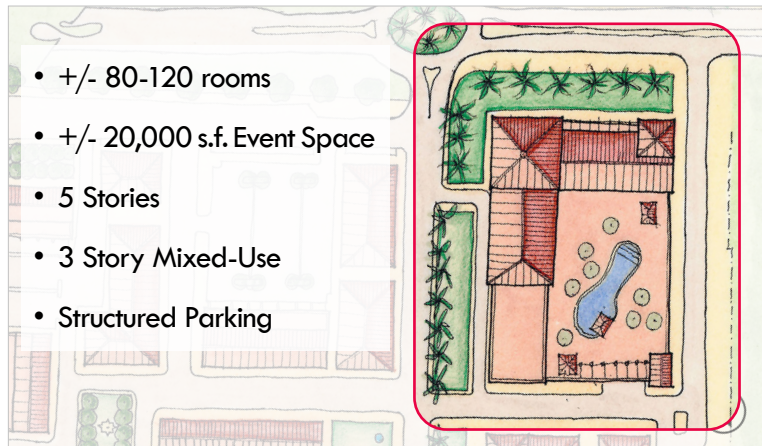 • +/- 80-120 rooms
• +/- 20,000 s.f. Event Space
• 5 Stories
• 3 Story Mixed-Use
• Structured Parking